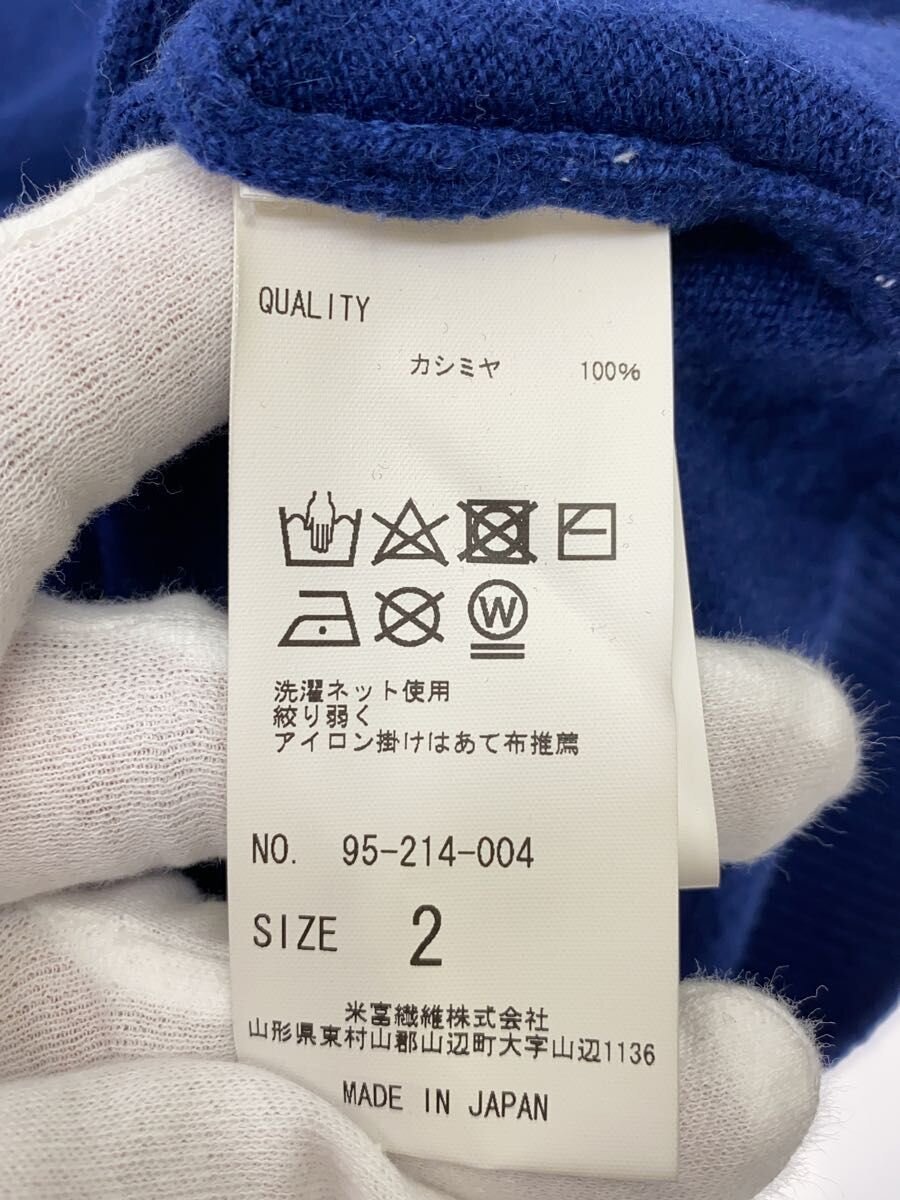 QUALITY
カシミヤ 100%
W
洗濯ネット使用
絞り弱く
アイロン掛けはあて布推薦
NO. 95-214-004
SIZE 2
米富繊維株式会社
山形県東村山郡山辺町大字山辺1136
MADE IN JAPAN